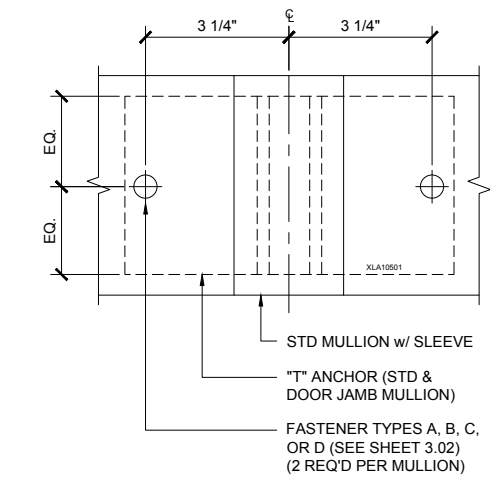 3 1/4"
℄
3 1/4"
EQ.
EQ.
XLA10501
STD MULLION w/ SLEEVE
"T" ANCHOR (STD &
DOOR JAMB MULLION)
FASTENER TYPES A, B, C,
OR D (SEE SHEET 3.02)
(2 REQ'D PER MULLION)